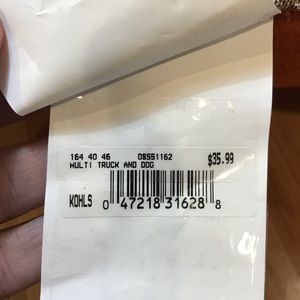 164 40 46 08551162 $35.99
MULTI TRUCK AND DOG
KOHLS
0 47218 31628 8